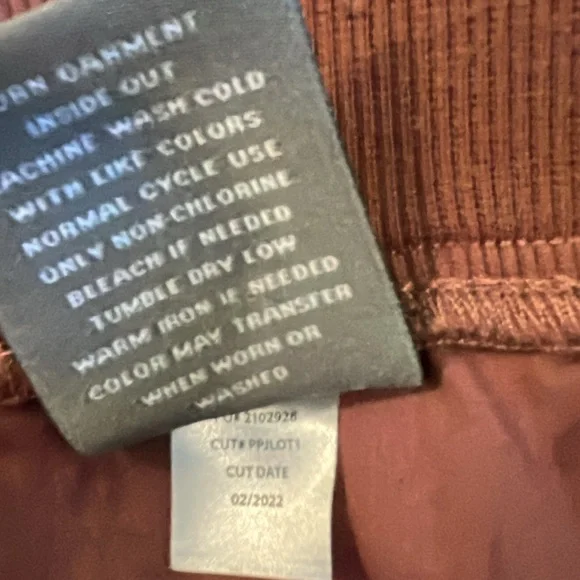 URN GARMENT
INSIDE OUT
MACHINE WASH COLD
WITH LIKE COLORS
NORMAL CYCLE USE
ONLY NON-CHLORINE
BLEACH IF NEEDED
TUMBLE DRY LOW
WARM IRON IF NEEDED
COLOR MAY TRANSFER
WHEN WORN OR
WASHED
O# 2102928
CUT# PPJLOT1
CUT DATE
02/2022